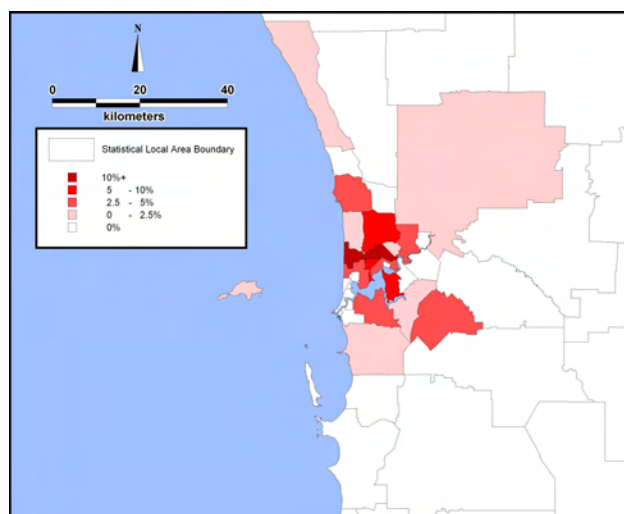 N
0 20 40
kilometers
Statistical Local Area Boundary
10%+
5 - 10%
2.5 - 5%
0 - 2.5%
0%